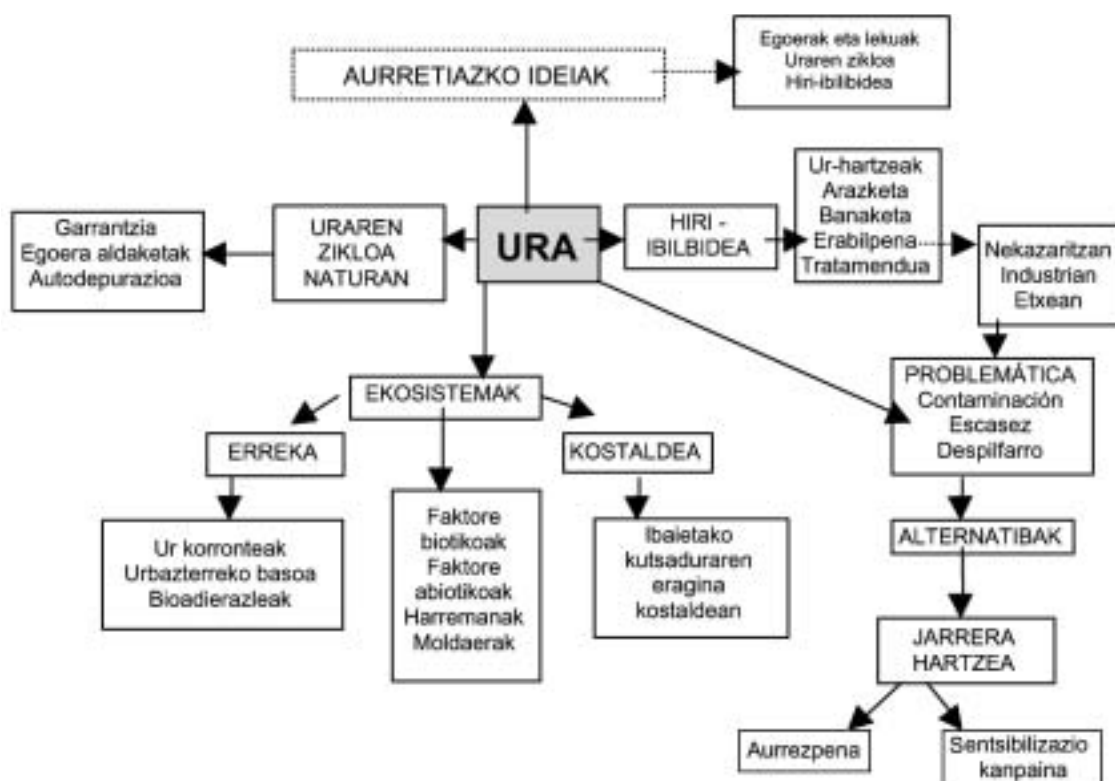 Egoerak eta lekuak
Uraren zikloa
Hiri-ibilibidea
AURRETIAZKO IDEIAK
Ur-hartzeak
Arazketa
Banaketa
Erabilpena
Tratamendua
Garrantzia
Egoera aldaketak
Autodepurazioa
URAREN
ZIKLOA
NATURAN
URA
HIRI -
IBILBIDEA
Nekazaritzan
Industrian
Etxean
PROBLEMÁTICA
Contaminación
Escasez
Despilfarro
EKOSISTEMAK
ERREKA
KOSTALDEA
Ur korronteak
Urbazterreko basoa
Bioadierazleak
Faktore
biotikoak
Faktore
abiotikoak
Harremanak
Moldaerak
Ibaietako
kutsaduraren
eragina
kostaldean
ALTERNATIBAK
JARRERA
HARTZEA
Aurrezpena
Sentsibilizazio
kanpaina